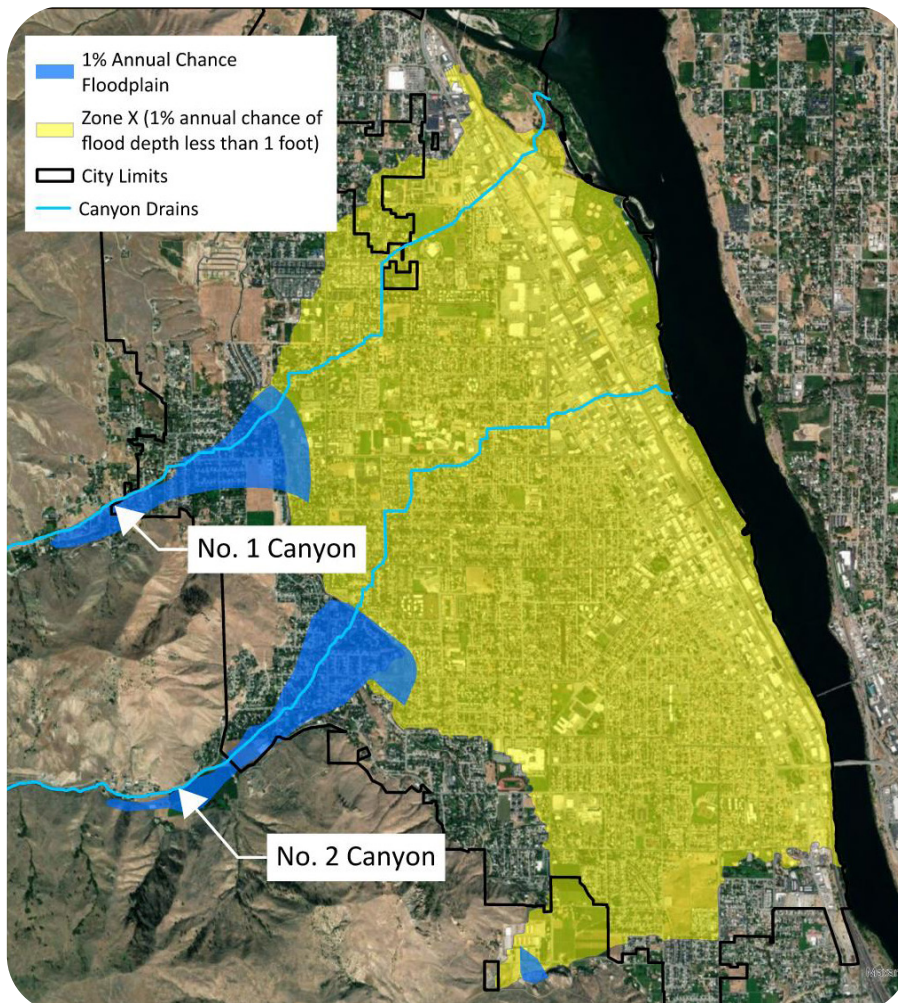 1% Annual Chance
Floodplain
Zone X (1% annual chance of
flood depth less than 1 foot)
City Limits
Canyon Drains
No. 1 Canyon
No. 2 Canyon